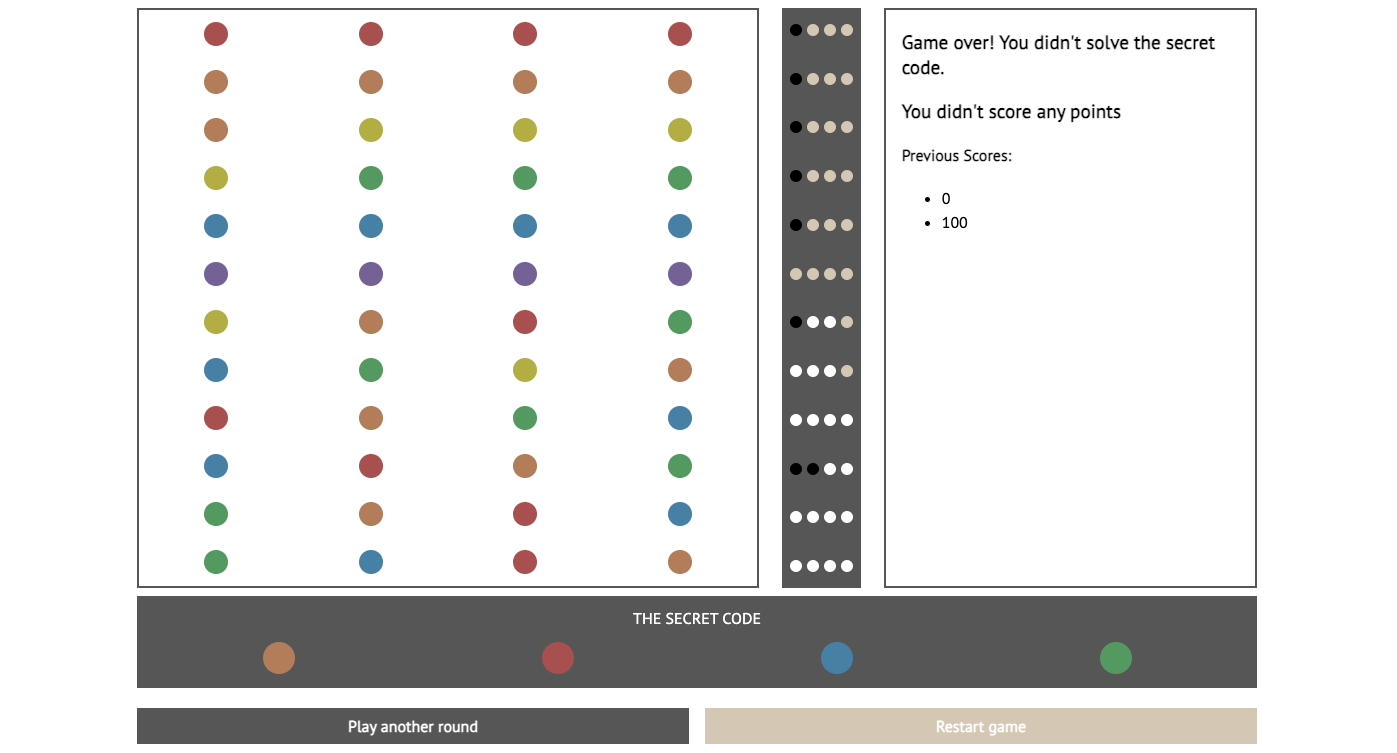 Game over! You didn't solve the secret
code.
You didn't score any points
Previous Scores:
0
100
THE SECRET CODE
Play another round
Restart game